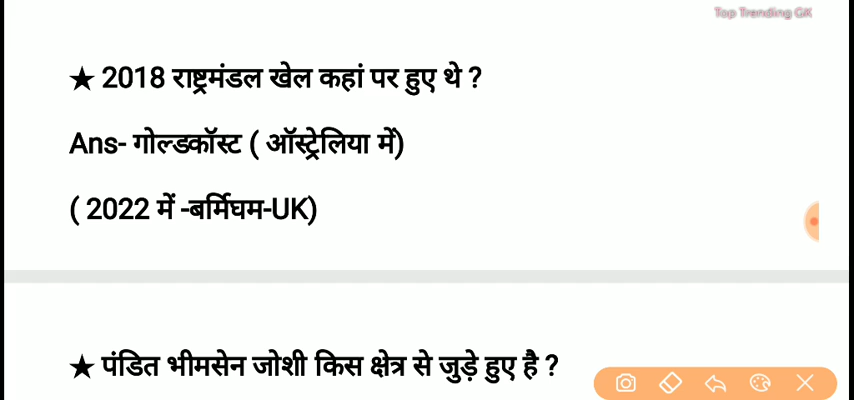 Top Trending GK
★ 2018 राष्ट्रमंडल खेल कहां पर हुए थे ?
Ans- गोल्डकॉस्ट ( ऑस्ट्रेलिया में)
( 2022 में -बर्मिघम-UK)
★ पंडित भीमसेन जोशी किस क्षेत्र से जुड़े हुए है ?